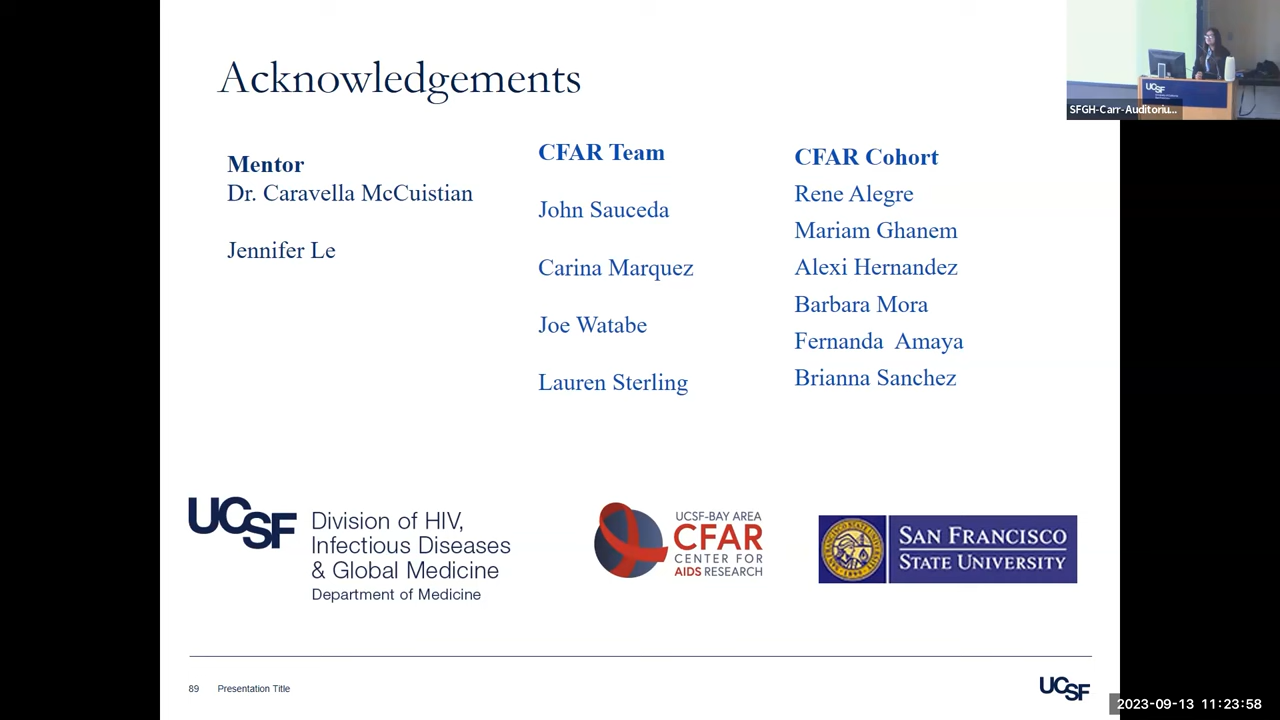 Acknowledgements
Mentor
Dr. Caravella McCuistian
Jennifer Le
CFAR Team
John Sauceda
Carina Marquez
Joe Watabe
Lauren Sterling
CFAR Cohort
Rene Alegre
Mariam Ghanem
Alexi Hernandez
Barbara Mora
Fernanda  Amaya
Brianna Sanchez
UCSF
Division of HIV,
Infectious Diseases
& Global Medicine
Department of Medicine
UCSF-BAY AREA
CFAR
CENTER FOR
AIDS RESEARCH
SAN FRANCISCO
STATE UNIVERSITY
89 Presentation Title
UCSF
UCSF
SFGH-Carr-Auditoriu...
2023-09-13 11:23:58